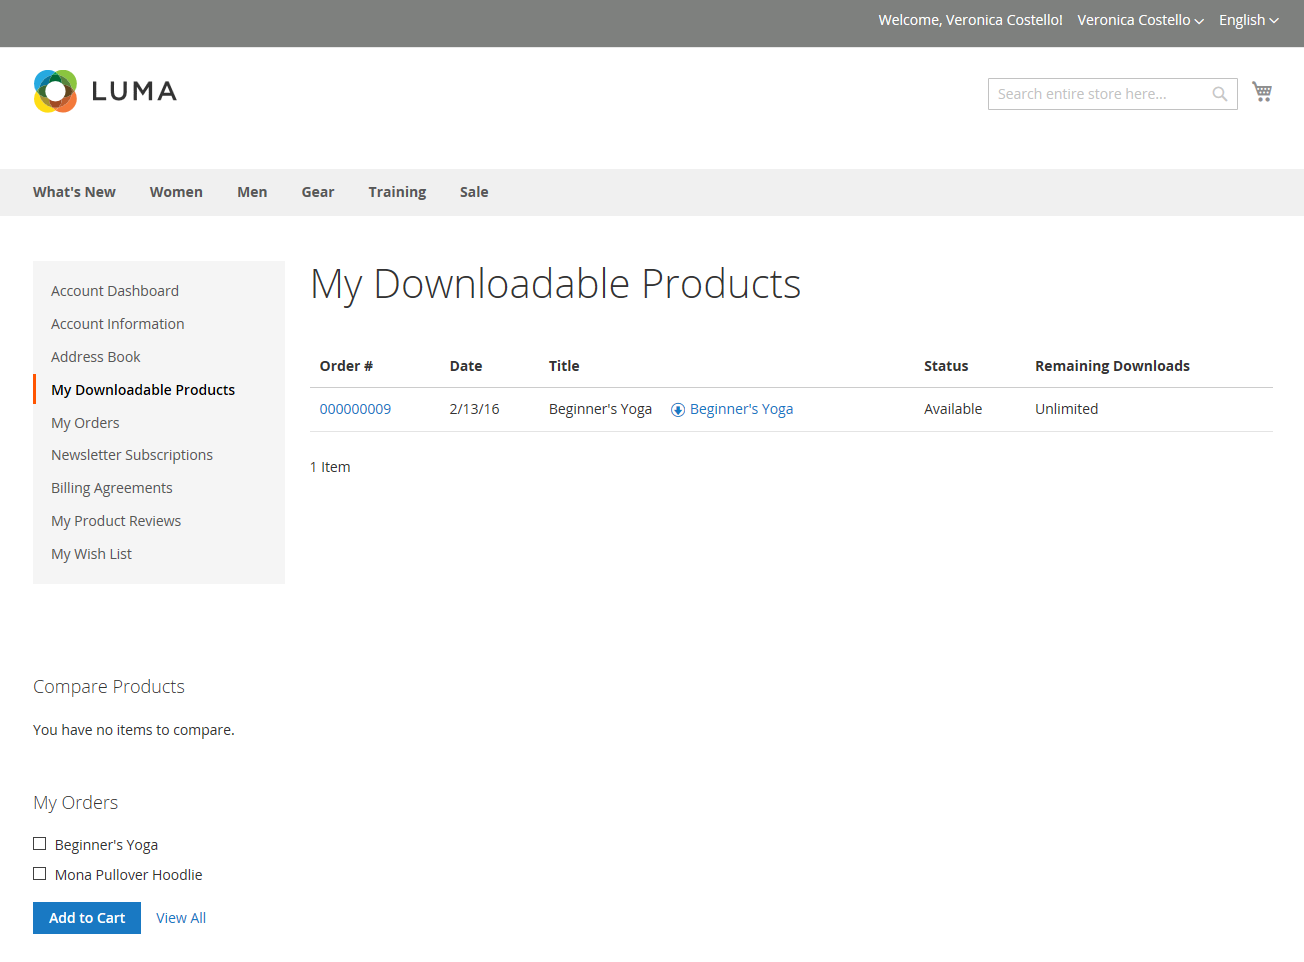 Welcome, Veronica Costello! Veronica Costello English
LUMA
Search entire store here...
What's New Women Men Gear Training Sale
My Downloadable Products
Account Dashboard
Account Information
Address Book
My Downloadable Products
My Orders
Newsletter Subscriptions
Billing Agreements
My Product Reviews
My Wish List
Order # Date Title Status Remaining Downloads
000000009 2/13/16 Beginner's Yoga Beginner's Yoga Available Unlimited
1 Item
Compare Products
You have no items to compare.
My Orders
Beginner's Yoga
Mona Pullover Hoodlie
Add to Cart View All